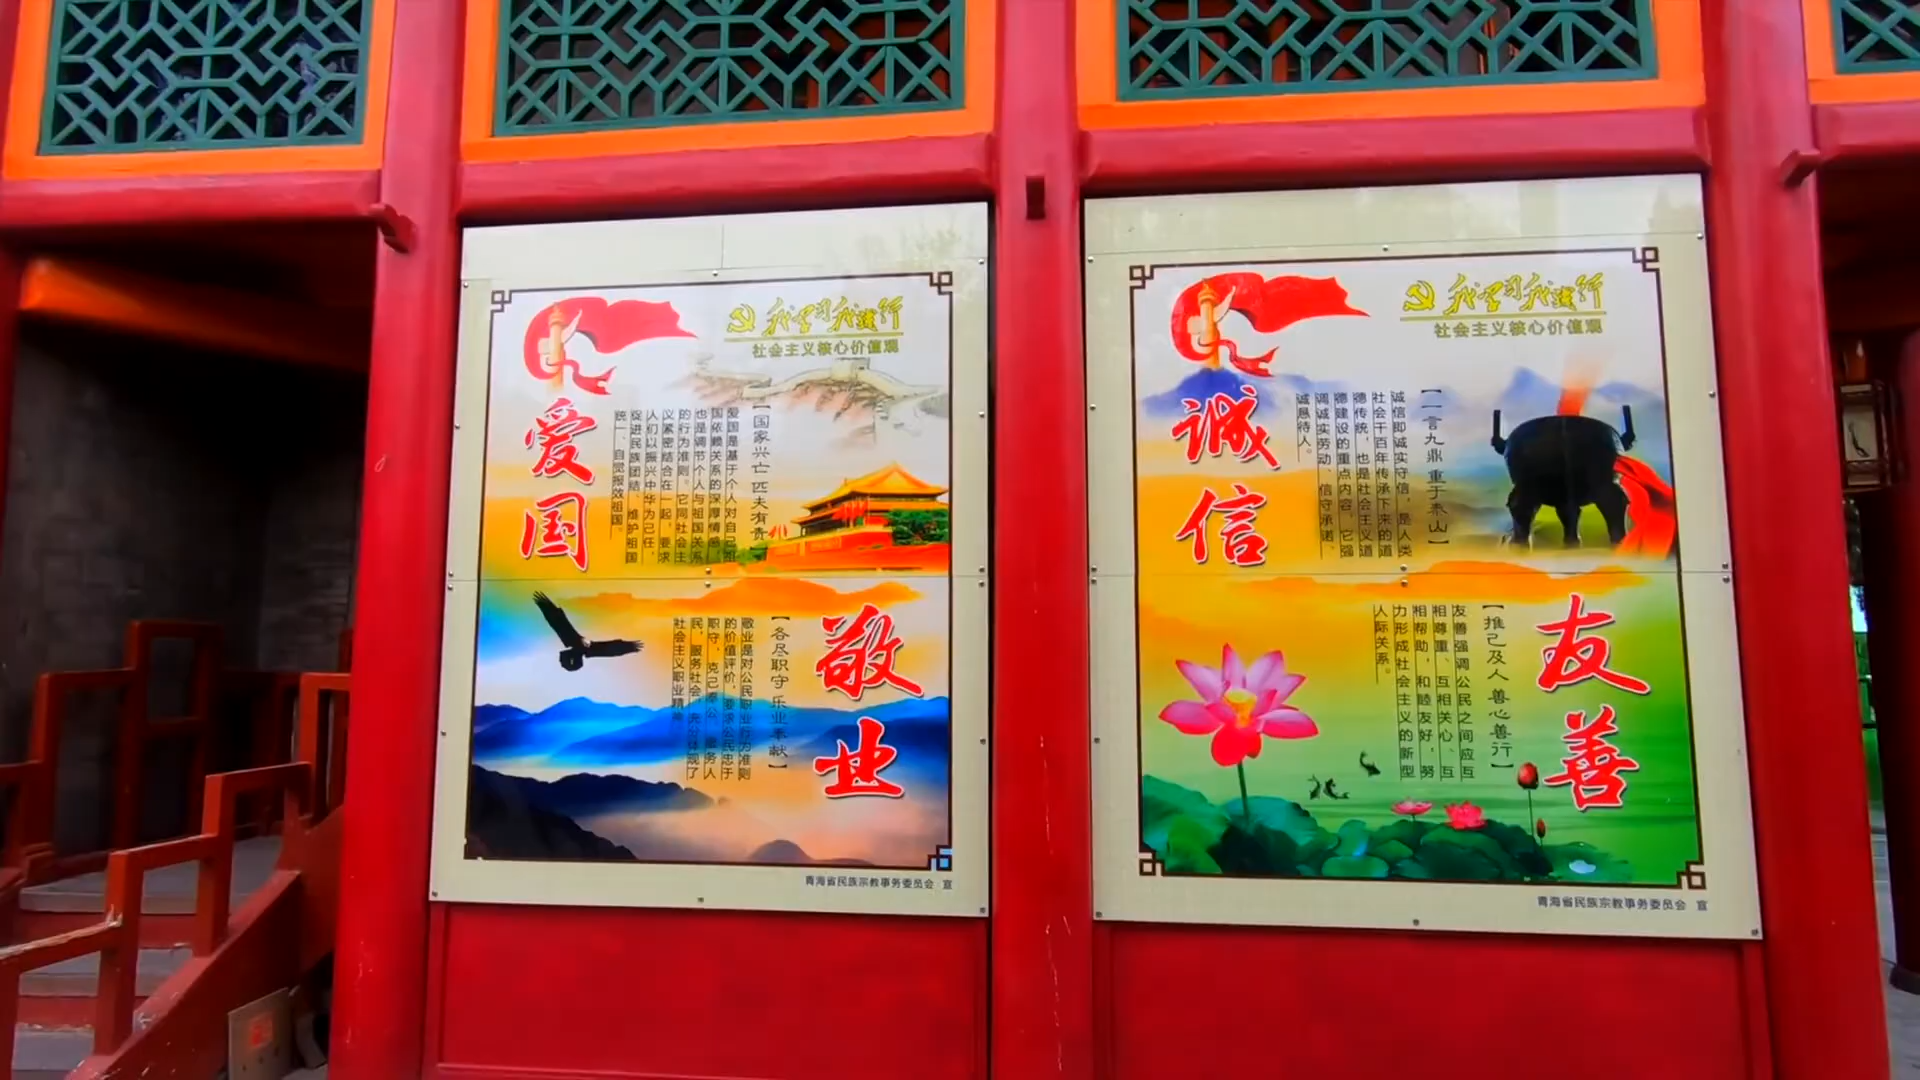 我学习我践行
社会主义核心价值观
爱国
【国家兴亡 匹夫有责】
爱国是基于个人对自己祖
国依赖关系的深厚情感,
也是调节个人与祖国关系
的行为准则。它同社会主
义紧密结合在一起,要求
人们以振兴中华为己任,
促进民族团结、维护祖国
统一、自觉报效祖国。
敬业
【各尽职守 乐业奉献】
敬业是对公民职业行为准则
的价值评价,要求公民忠于
职守,克己奉公,服务人
民,服务社会,充分体现了
社会主义职业精神
青海省民族宗教事务委员会 宣
我学习我践行
社会主义核心价值观
诚信
【一言九鼎 重于泰山】
诚信即诚实守信,是人类
社会千百年传承下来的道
德传统,也是社会主义道
德建设的重点内容,它强
调诚实劳动、信守承诺、
诚恳待人。
友善
【推己及人 善心善行】
友善强调公民之间应互
相尊重、互相关心、互
相帮助,和睦友好,努
力形成社会主义的新型
人际关系。
青海省民族宗教事务委员会 宣